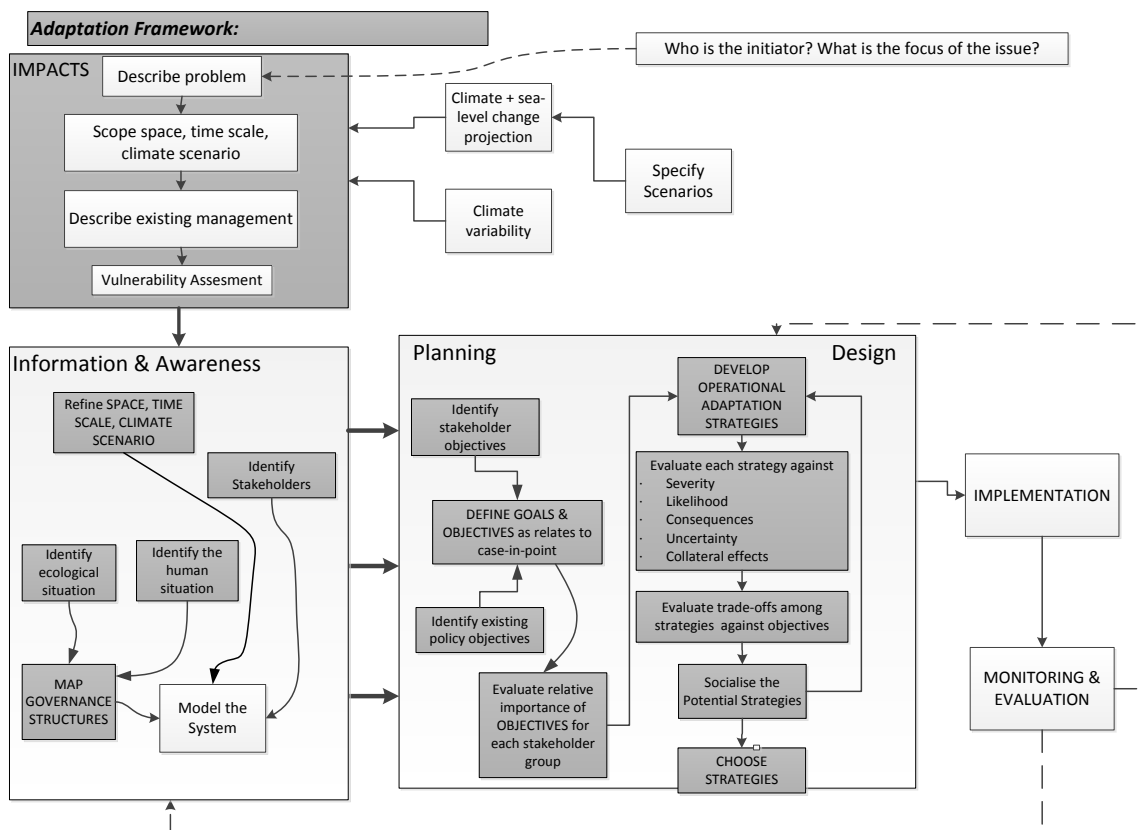 Adaptation Framework:
Who is the initiator? What is the focus of the issue?
IMPACTS
Describe problem
Scope space, time scale,
climate scenario
Describe existing management
Vulnerability Assesment
Climate + sea-
level change
projection
Specify
Scenarios
Climate
variability
Information & Awareness
Refine SPACE, TIME
SCALE, CLIMATE
SCENARIO
Identify
Stakeholders
Identify
ecological
situation
Identify the
human
situation
MAP
GOVERNANCE
STRUCTURES
Model the
System
Planning
Design
Identify
stakeholder
objectives
DEFINE GOALS &
OBJECTIVES as relates to
case-in-point
Identify existing
policy objectives
Evaluate relative
importance of
OBJECTIVES for
each stakeholder
group
DEVELOP
OPERATIONAL
ADAPTATION
STRATEGIES
Evaluate each strategy against
· Severity
· Likelihood
· Consequences
· Uncertainty
· Collateral effects
Evaluate trade-offs among
strategies against objectives
Socialise the
Potential Strategies
CHOOSE
STRATEGIES
IMPLEMENTATION
MONITORING &
EVALUATION